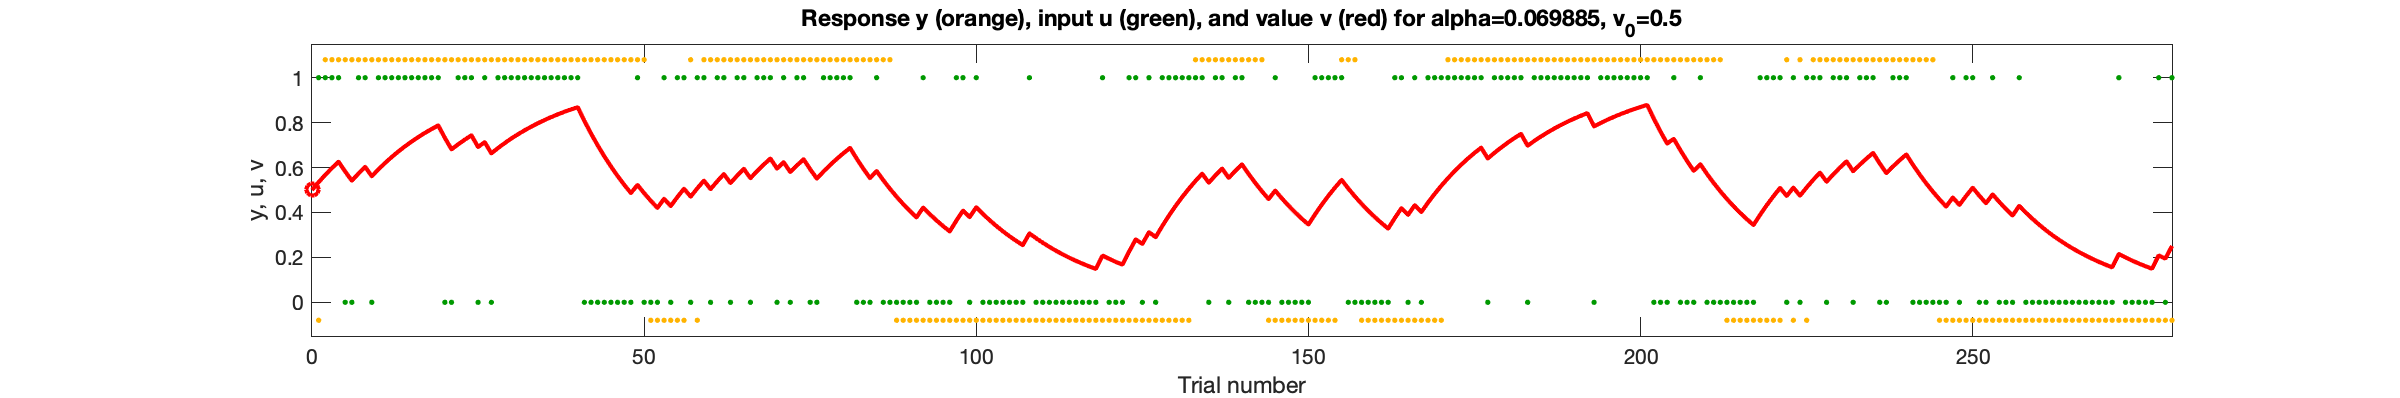 Response y (orange), input u (green), and value v (red) for alpha=0.069885, v0=0.5
y, u, v
1
0.8
0.6
0.4
0.2
0
0 50 100 150 200 250
Trial number